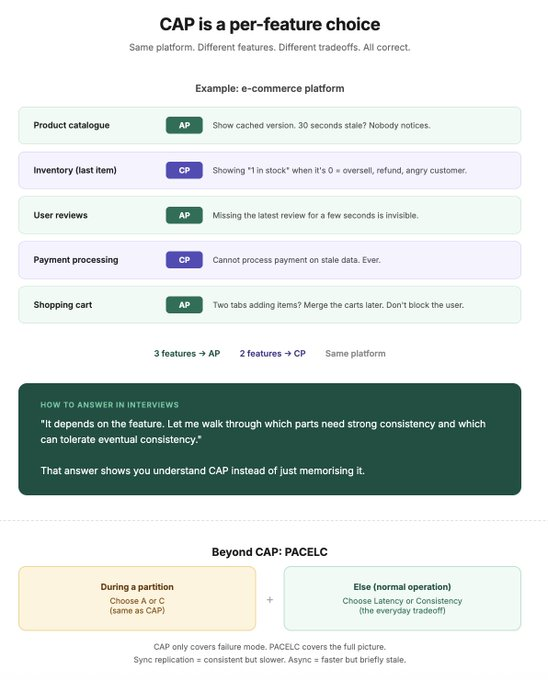 CAP is a per-feature choice
Same platform. Different features. Different tradeoffs. All correct.
Example: e-commerce platform
Product catalogue AP Show cached version. 30 seconds stale? Nobody notices.
Inventory (last item) CP Showing "1 in stock" when it's 0 = oversell, refund, angry customer.
User reviews AP Missing the latest review for a few seconds is invisible.
Payment processing CP Cannot process payment on stale data. Ever.
Shopping cart AP Two tabs adding items? Merge the carts later. Don't block the user.
3 features → AP 2 features → CP Same platform
HOW TO ANSWER IN INTERVIEWS
"It depends on the feature. Let me walk through which parts need strong consistency and which
can tolerate eventual consistency."
That answer shows you understand CAP instead of just memorising it.
Beyond CAP: PACELC
During a partition
Choose A or C
(same as CAP)
+
Else (normal operation)
Choose Latency or Consistency
(the everyday tradeoff)
CAP only covers failure mode. PACELC covers the full picture.
Sync replication = consistent but slower. Async = faster but briefly stale.